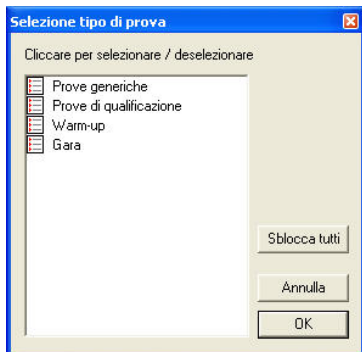 Selezione tipo di prova
Cliccare per selezionare / deselezionare
Prove generiche
Prove di qualificazione
Warm-up
Gara
Sblocca tutti
Annulla
OK